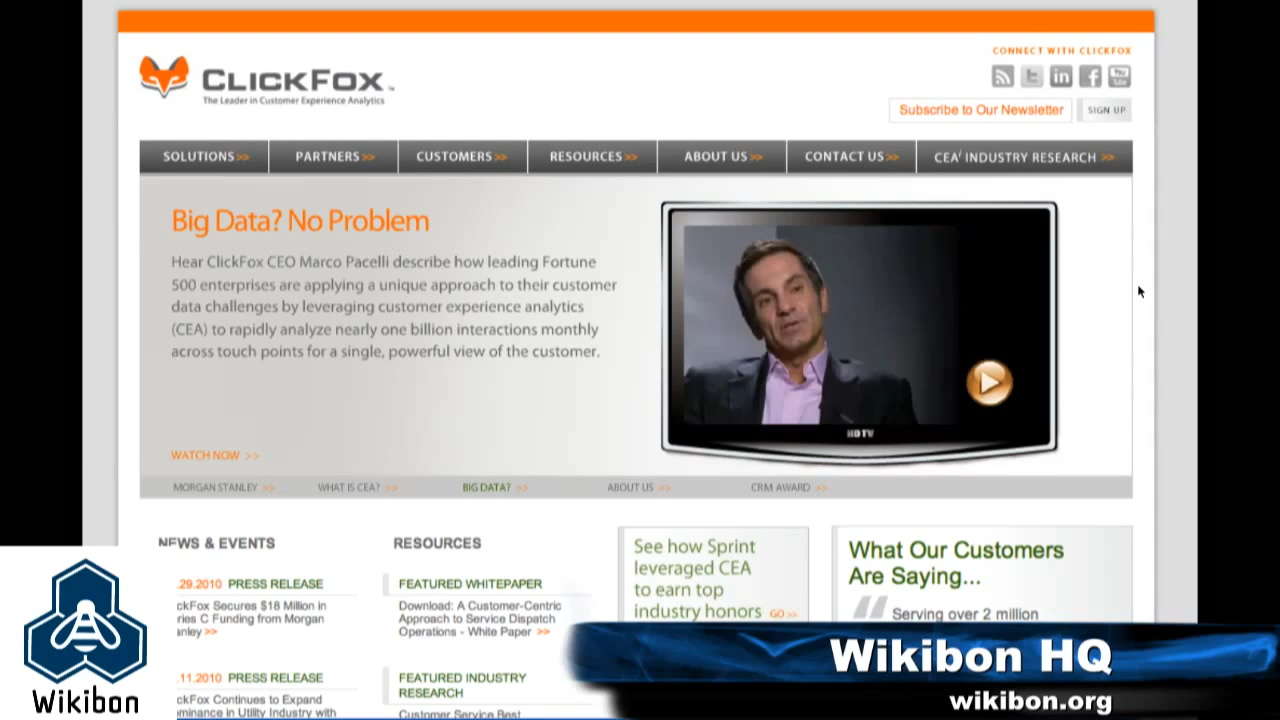 CONNECT WITH CLICKFOX
CLICKFOX™
The Leader in Customer Experience Analytics
You
Tube
Subscribe to Our Newsletter
SIGN UP
SOLUTIONS >>
PARTNERS >>
CUSTOMERS >>
RESOURCES >>
ABOUT US >>
CONTACT US >>
CEAi INDUSTRY RESEARCH >>
Big Data? No Problem
Hear ClickFox CEO Marco Pacelli describe how leading Fortune
500 enterprises are applying a unique approach to their customer
data challenges by leveraging customer experience analytics
(CEA) to rapidly analyze nearly one billion interactions monthly
across touch points for a single, powerful view of the customer.
HDTV
WATCH NOW >>
MORGAN STANLEY >>
WHAT IS CEA? >>
BIG DATA? >>
ABOUT US >>
CRM AWARD >>
NEWS & EVENTS
.29.2010 PRESS RELEASE
ckFox Secures $18 Million in
ries C Funding from Morgan
anley >>
.11.2010 PRESS RELEASE
ckFox Continues to Expand
minance in Utility Industry with
RESOURCES
FEATURED WHITEPAPER
Download: A Customer-Centric
Approach to Service Dispatch
Operations - White Paper >>
FEATURED INDUSTRY
RESEARCH
Customer Service Best
See how Sprint
leveraged CEA
to earn top
industry honors GO >>
What Our Customers
Are Saying...
Serving over 2 million
Wikibon
Wikibon HQ
wikibon.org